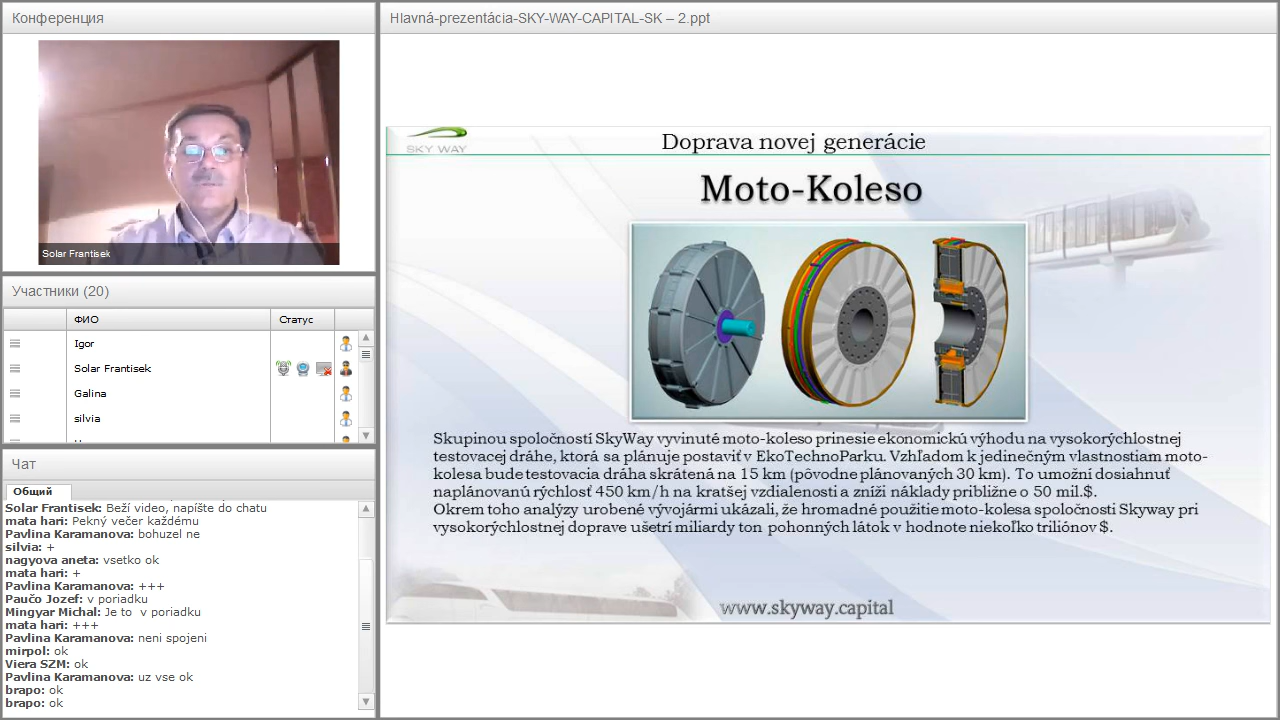 Конференция
Solar Frantisek
Участники (20)
ФИО
Статус
Igor
Solar Frantisek
Galina
silvia
Чат
Общий
Solar Frantisek: Beží video, napíšte do chatu
mata hari: Pekný večer každému
Pavlina Karamanova: bohuzel ne
silvia: +
nagyova aneta: vsetko ok
mata hari: +
Pavlina Karamanova: +++
Paučo Jozef: v poriadku
Mingyar Michal: Je to  v poriadku
mata hari: +++
Pavlina Karamanova: neni spojeni
mirpol: ok
Viera SZM: ok
Pavlina Karamanova: uz vse ok
brapo: ok
brapo: ok
Hlavná-prezentácia-SKY-WAY-CAPITAL-SK – 2.ppt
SKY WAY
Doprava novej generácie
Moto-Koleso
Skupinou spoločností SkyWay vyvinuté moto-koleso prinesie ekonomickú výhodu na vysokorýchlostnej
testovacej dráhe, ktorá sa plánuje postaviť v EkoTechnoParku. Vzhľadom k jedinečným vlastnostiam moto-
kolesa bude testovacia dráha skrátená na 15 km (pôvodne plánovaných 30 km). To umožní dosiahnuť
naplánovanú rýchlosť 450 km/h na kratšej vzdialenosti a zníži náklady približne o 50 mil.$.
Okrem toho analýzy urobené vývojármi ukázali, že hromadné použitie moto-kolesa spoločnosti Skyway pri
vysokorýchlostnej doprave ušetrí miliardy ton pohonných látok v hodnote niekoľko triliónov $.
www.skyway.capital